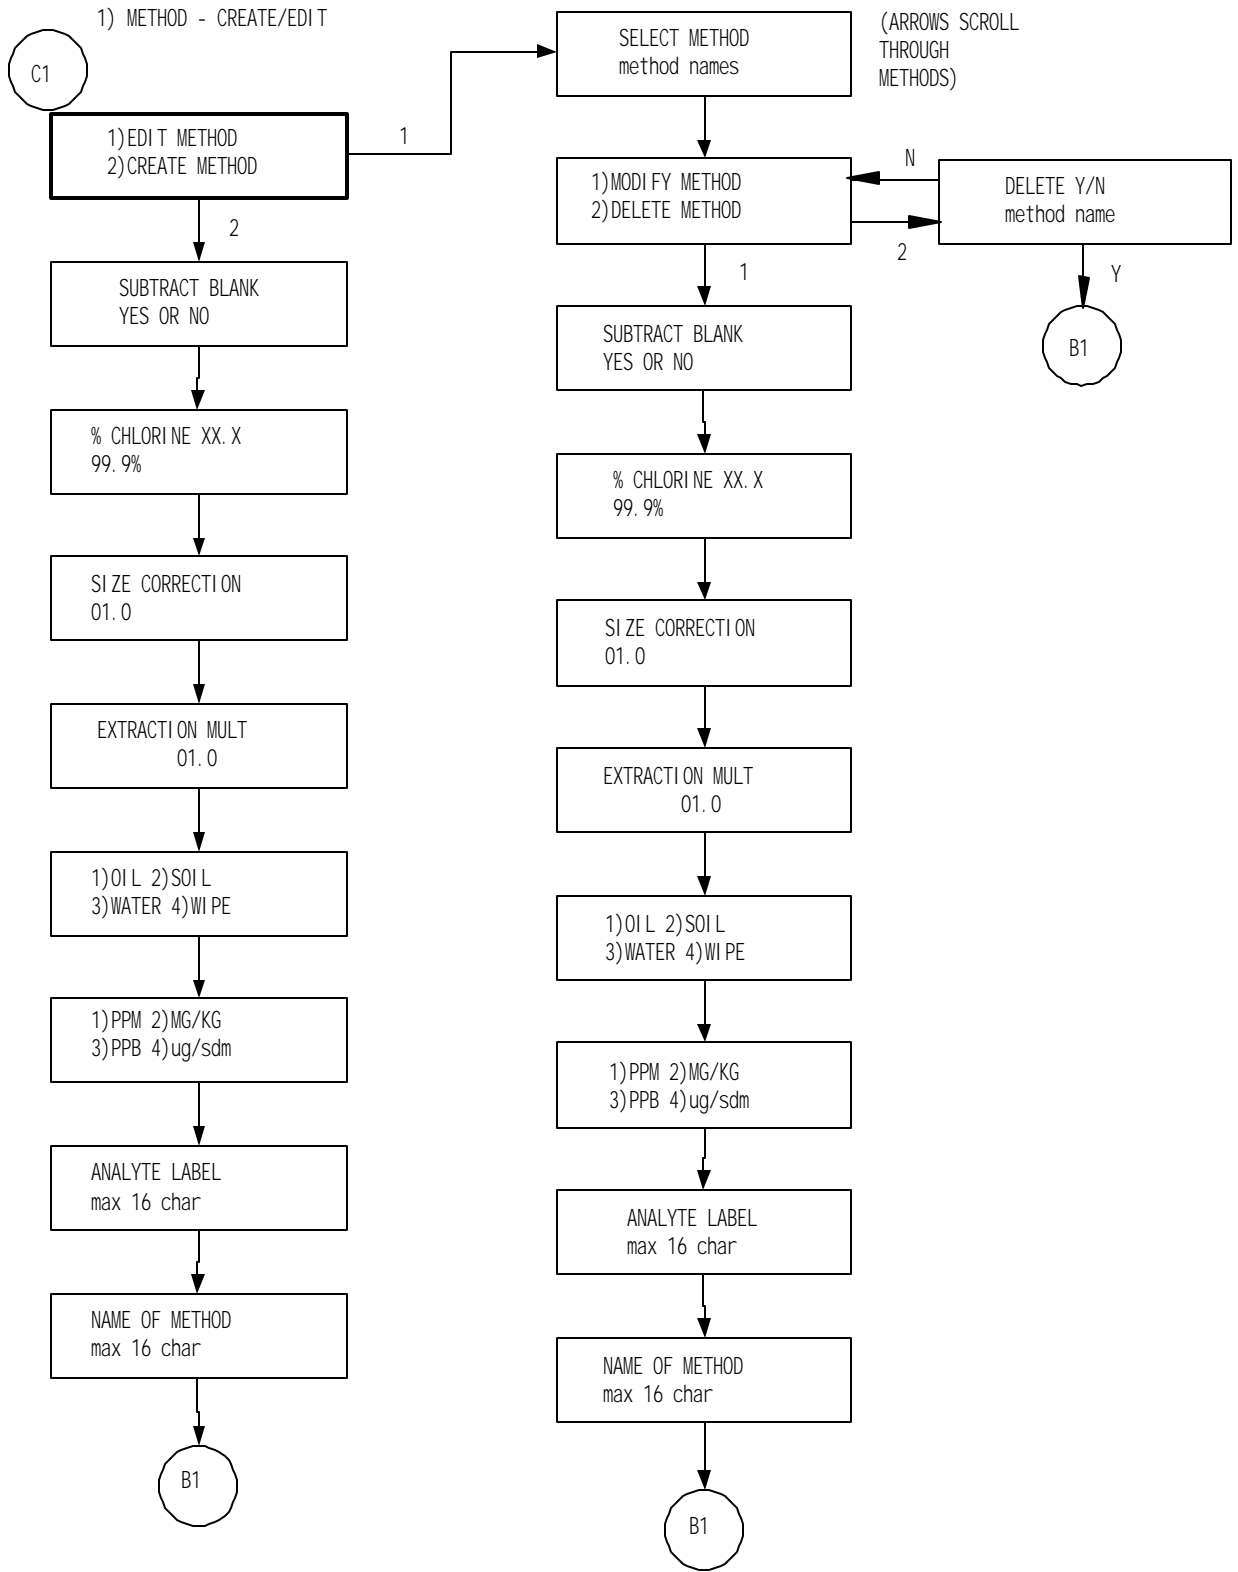 1) METHOD - CREATE/EDIT
C1
1)EDIT METHOD
2)CREATE METHOD
1
2
SUBTRACT BLANK
YES OR NO
% CHLORINE XX.X
99.9%
SIZE CORRECTION
01.0
EXTRACTION MULT
01.0
1)OIL 2)SOIL
3)WATER 4)WIPE
1)PPM 2)MG/KG
3)PPB 4)ug/sdm
ANALYTE LABEL
max 16 char
NAME OF METHOD
max 16 char
B1
SELECT METHOD
method names
(ARROWS SCROLL
THROUGH
METHODS)
1)MODIFY METHOD
2)DELETE METHOD
N
2
DELETE Y/N
method name
Y
B1
1
SUBTRACT BLANK
YES OR NO
% CHLORINE XX.X
99.9%
SIZE CORRECTION
01.0
EXTRACTION MULT
01.0
1)OIL 2)SOIL
3)WATER 4)WIPE
1)PPM 2)MG/KG
3)PPB 4)ug/sdm
ANALYTE LABEL
max 16 char
NAME OF METHOD
max 16 char
B1